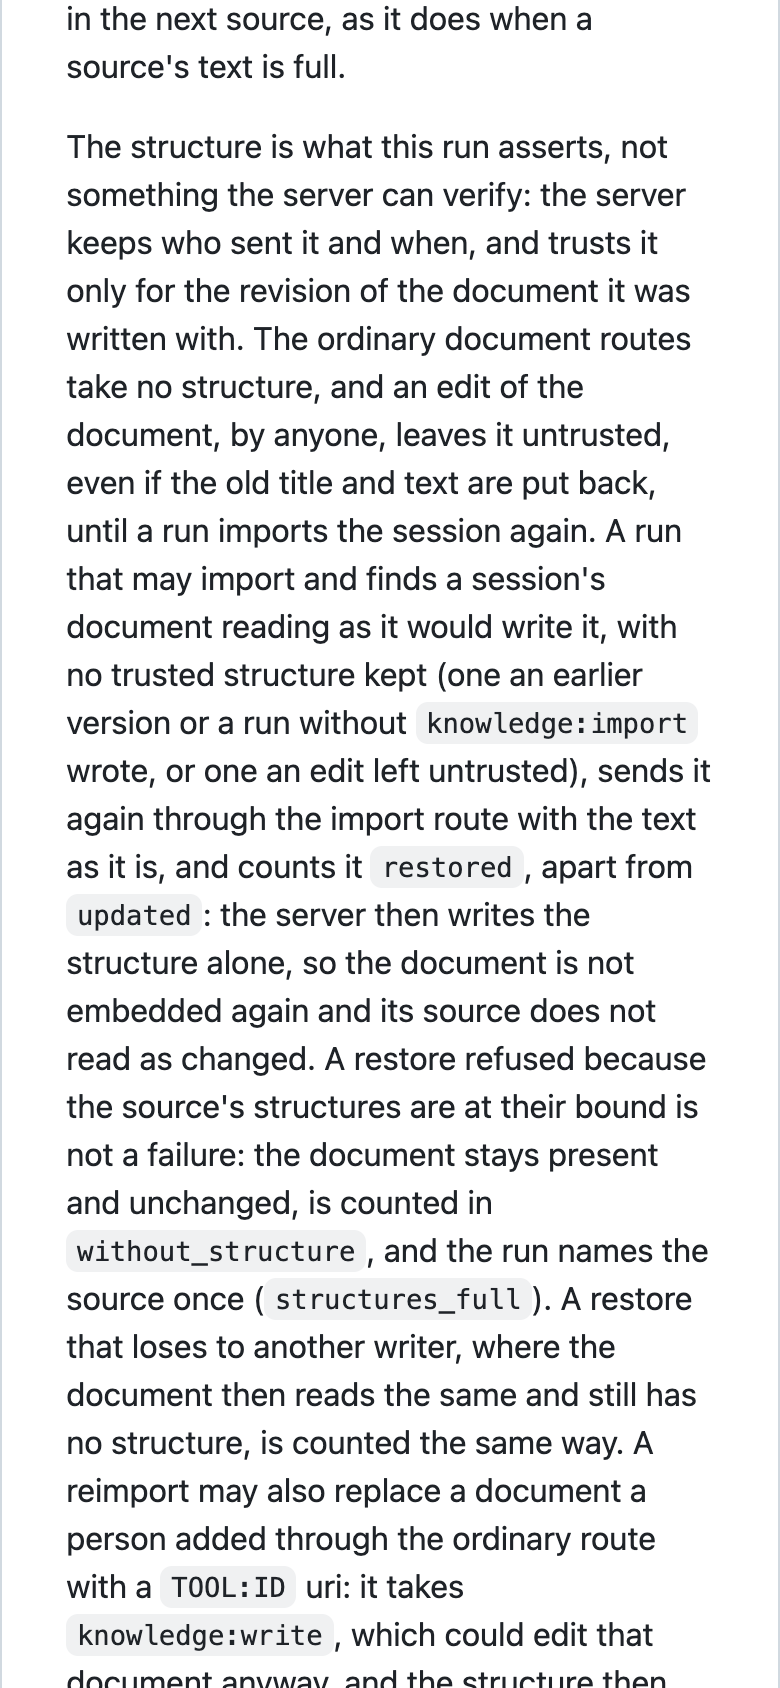 in the next source, as it does when a
source's text is full.
The structure is what this run asserts, not
something the server can verify: the server
keeps who sent it and when, and trusts it
only for the revision of the document it was
written with. The ordinary document routes
take no structure, and an edit of the
document, by anyone, leaves it untrusted,
even if the old title and text are put back,
until a run imports the session again. A run
that may import and finds a session's
document reading as it would write it, with
no trusted structure kept (one an earlier
version or a run without knowledge:import
wrote, or one an edit left untrusted), sends it
again through the import route with the text
as it is, and counts it restored, apart from
updated: the server then writes the
structure alone, so the document is not
embedded again and its source does not
read as changed. A restore refused because
the source's structures are at their bound is
not a failure: the document stays present
and unchanged, is counted in
without_structure, and the run names the
source once (structures_full). A restore
that loses to another writer, where the
document then reads the same and still has
no structure, is counted the same way. A
reimport may also replace a document a
person added through the ordinary route
with a TOOL:ID uri: it takes
knowledge:write, which could edit that
document anyway, and the structure then